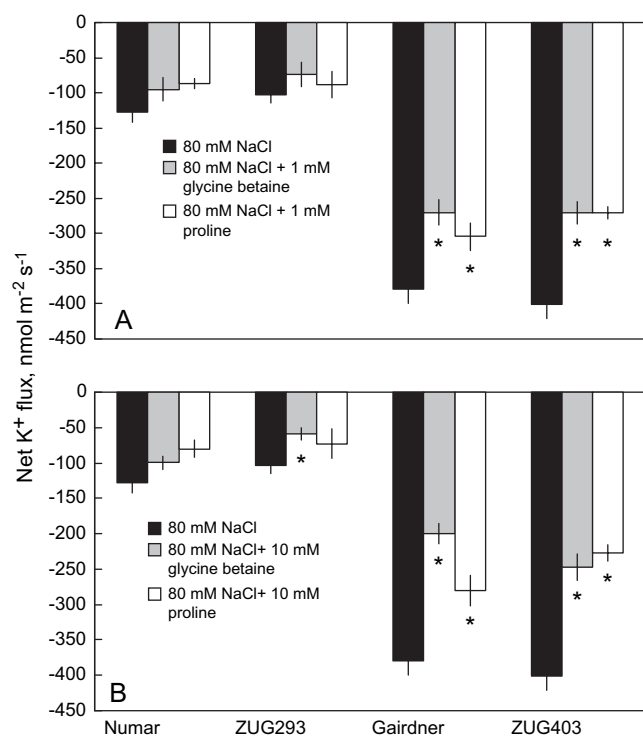 Net K+ flux, nmol m-2 s-1
0
-50
-100
-150
-200
-250
-300
-350
-400
-450
80 mM NaCl
80 mM NaCl + 1 mM
glycine betaine
80 mM NaCl + 1 mM
proline
* * * *
A
0
-50
-100
-150
-200
-250
-300
-350
-400
-450
80 mM NaCl
80 mM NaCl+ 10 mM
glycine betaine
80 mM NaCl+ 10 mM
proline
* * * * *
B
Numar ZUG293 Gairdner ZUG403